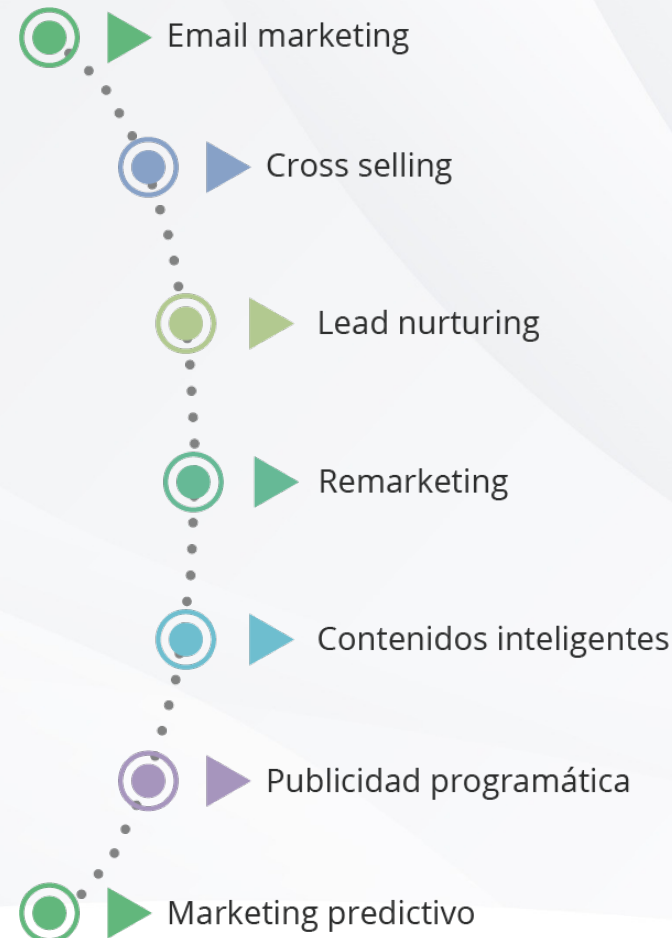 Email marketing
Cross selling
Lead nurturing
Remarketing
Contenidos inteligentes
Publicidad programática
Marketing predictivo